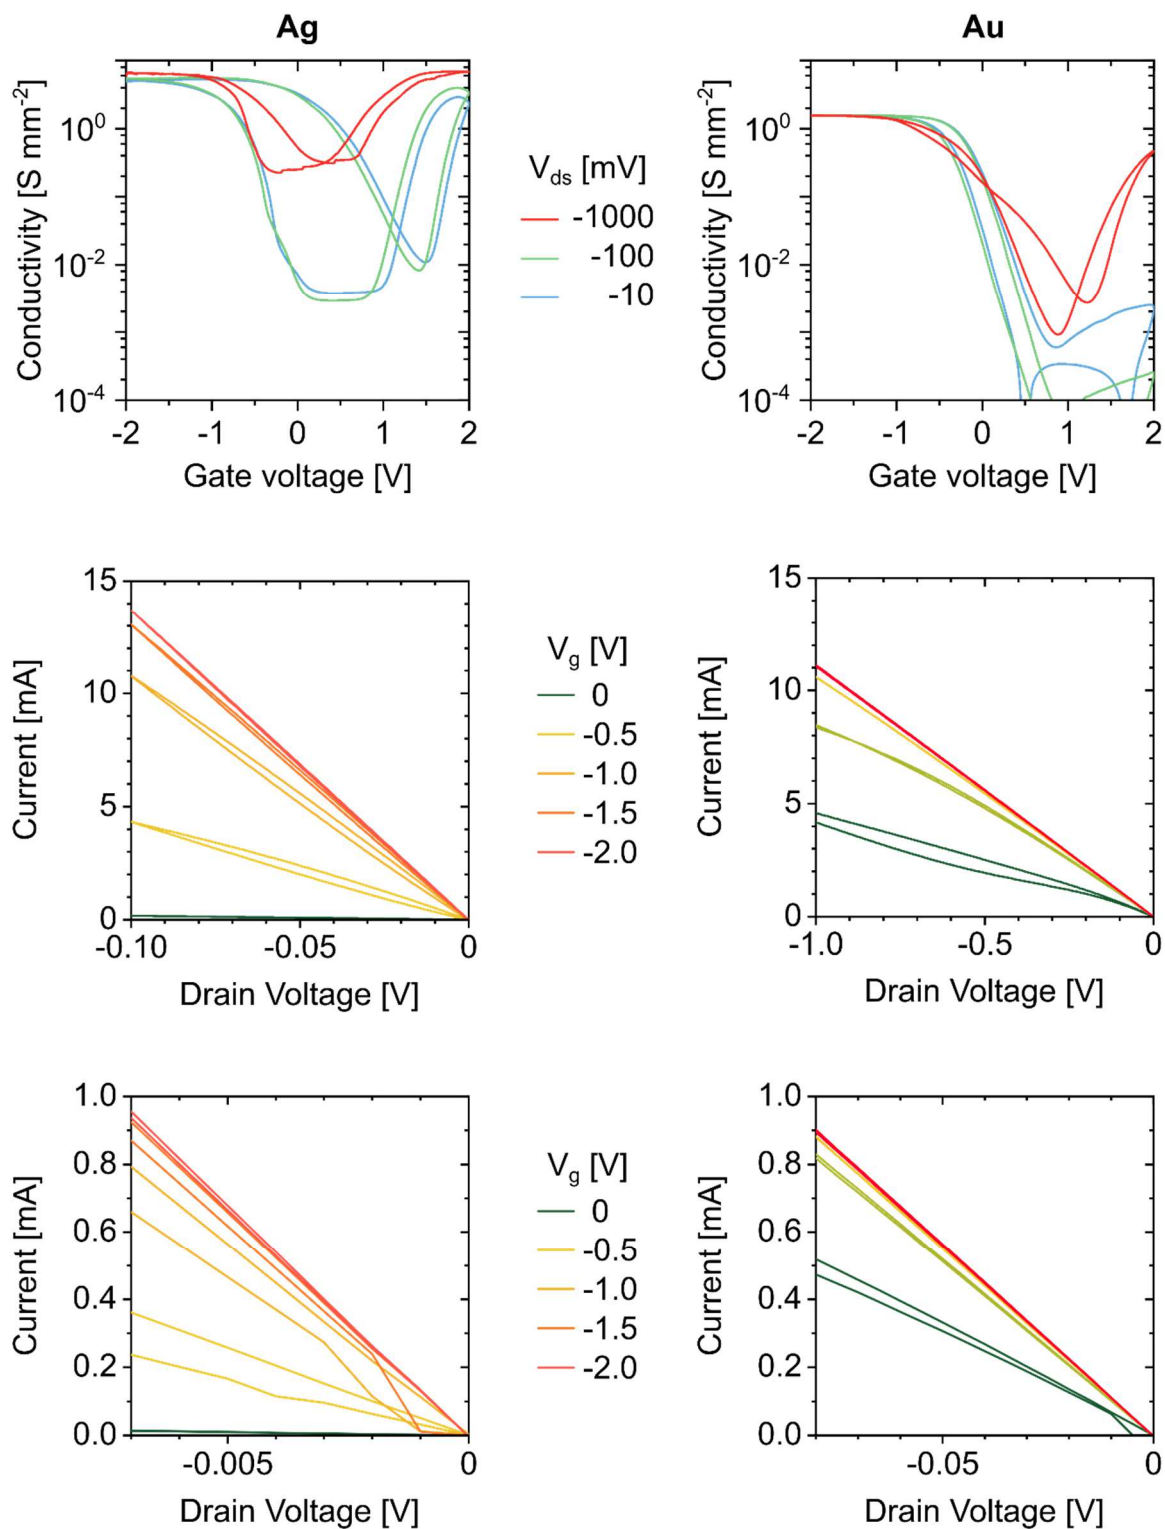 Ag
Au
Conductivity [S mm⁻²]
10⁰
10⁻²
10⁻⁴
-2 -1 0 1 2
Gate voltage [V]
V_ds [mV]
-1000
-100
-10
Conductivity [S mm⁻²]
10⁰
10⁻²
10⁻⁴
-2 -1 0 1 2
Gate voltage [V]
Current [mA]
15
10
5
0
-0.10 -0.05 0
Drain Voltage [V]
V_g [V]
0
-0.5
-1.0
-1.5
-2.0
Current [mA]
15
10
5
0
-1.0 -0.5 0
Drain Voltage [V]
Current [mA]
1.0
0.8
0.6
0.4
0.2
0.0
-0.005 0
Drain Voltage [V]
V_g [V]
0
-0.5
-1.0
-1.5
-2.0
Current [mA]
1.0
0.8
0.6
0.4
0.2
0.0
-0.05 0
Drain Voltage [V]